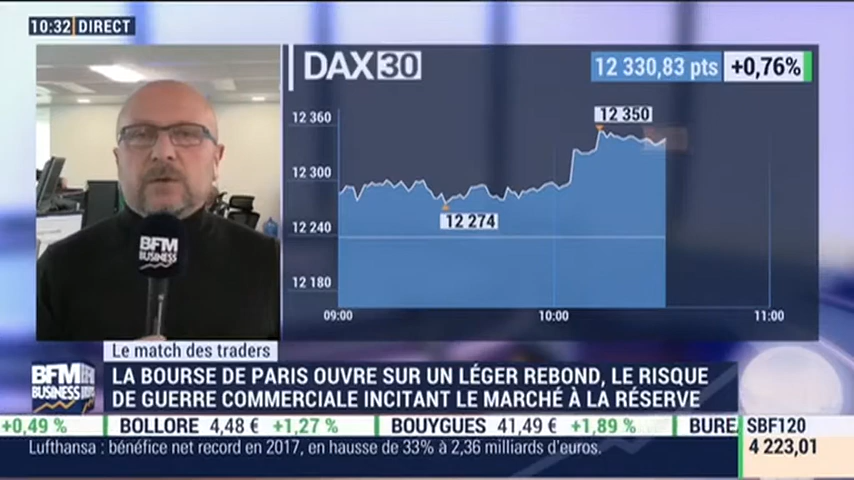 10:32 DIRECT
DAX30
12 330,83 pts +0,76%
12 360
12 350
12 300
12 274
12 240
12 180
09:00 10:00 11:00
BFM
BUSINESS
Le match des traders
BFM
BUSINESS
LA BOURSE DE PARIS OUVRE SUR UN LÉGER REBOND, LE RISQUE
DE GUERRE COMMERCIALE INCITANT LE MARCHÉ À LA RÉSERVE
+0,49 % BOLLORE 4,48 € +1,27 % BOUYGUES 41,49 € +1,89 % BURE SBF120
Lufthansa : bénéfice net record en 2017, en hausse de 33% à 2,36 milliards d'euros. 4 223,01